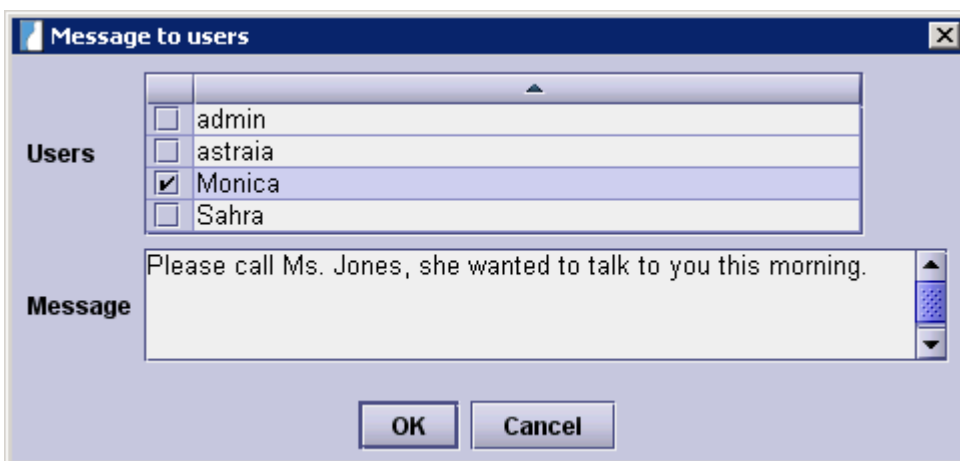 Message to users
Users
admin
astraia
Monica
Sahra
Message
Please call Ms. Jones, she wanted to talk to you this morning.
OK
Cancel